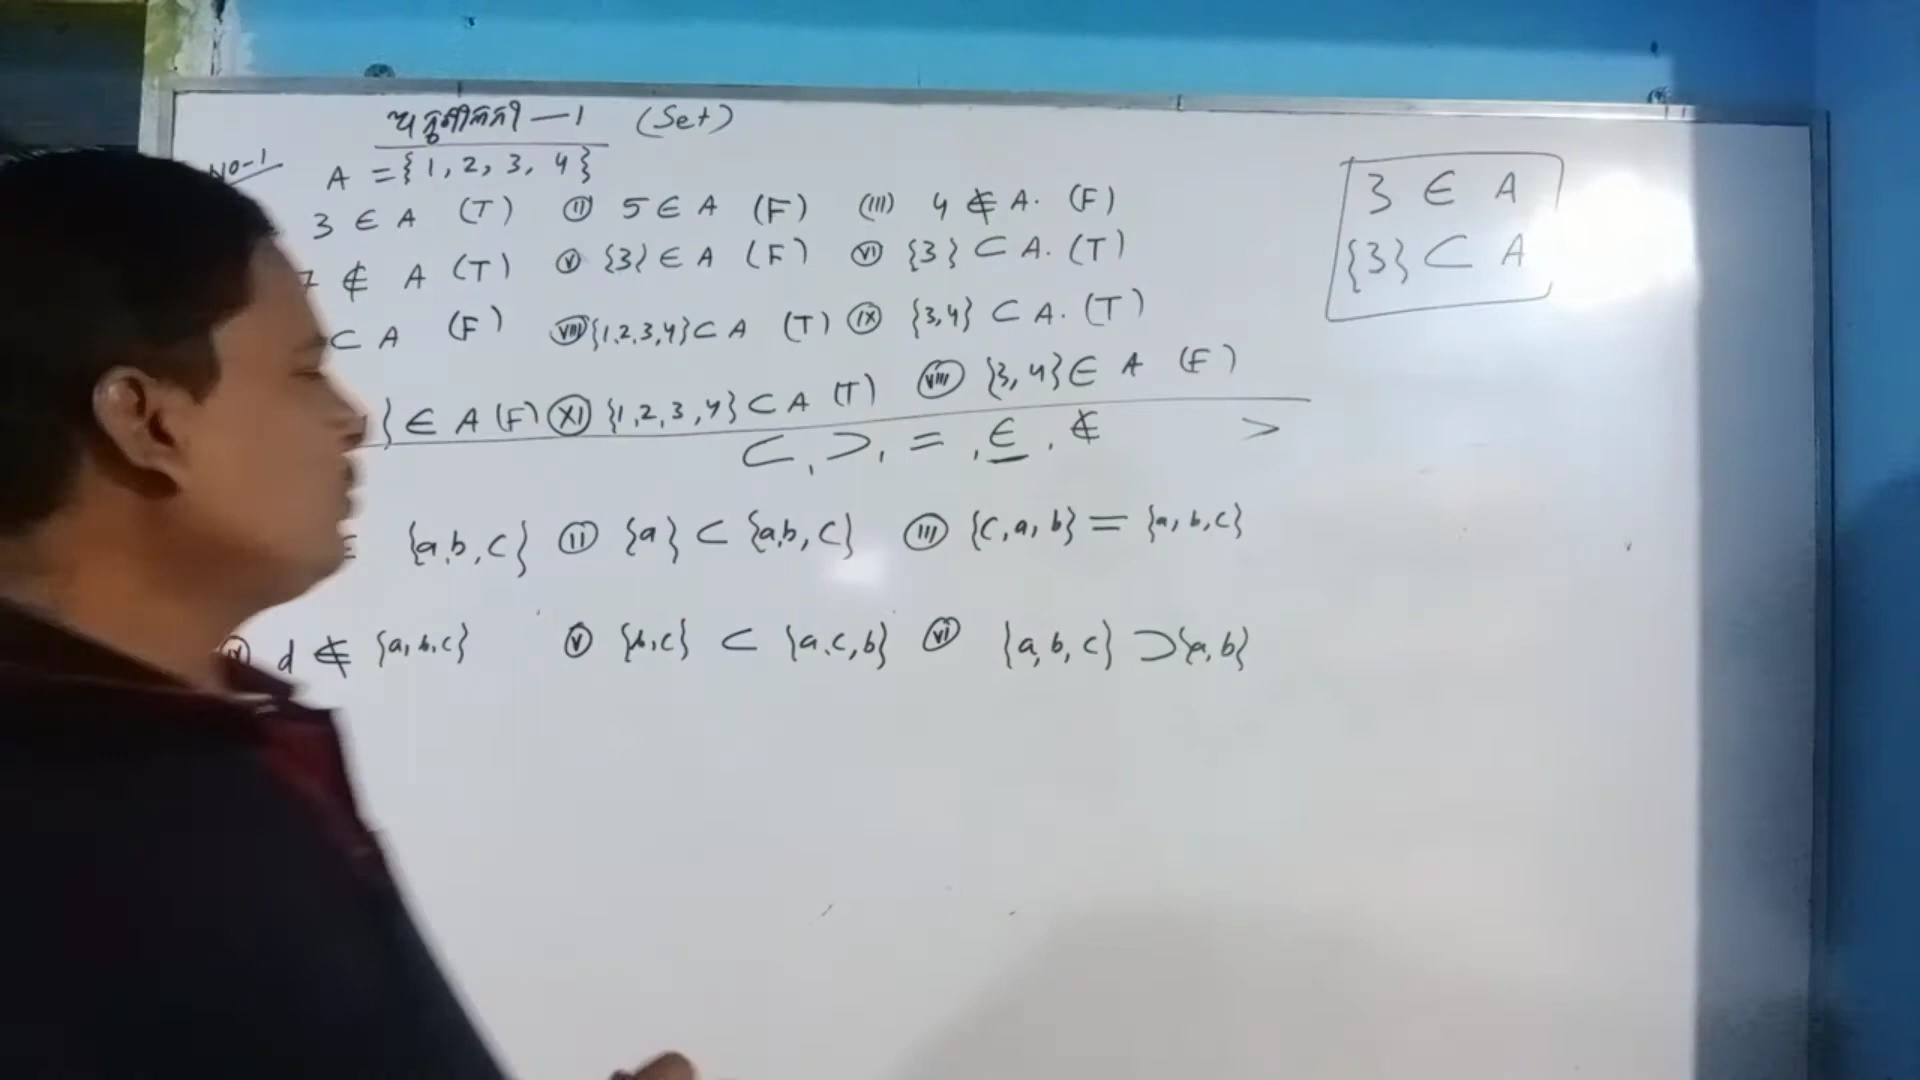 ଅନୁଶୀଳନୀ – 1 (Set)
No-1 A = {1, 2, 3, 4}
3 ∈ A (T) (ii) 5 ∈ A (F) (iii) 4 ∉ A. (F)
∉ A (T) (v) {3} ∈ A (F) (vi) {3} ⊂ A. (T)
⊂ A (F) (viii) {1,2,3,4} ⊂ A (T) (ix) {3,4} ⊂ A. (T)
} ∈ A (F) (xi) {1,2,3,4} ⊂ A (T) (viii) {3,4} ∈ A (F)
⊂, ⊃, =, ∈, ∉ >
{a,b,c} (ii) {a} ⊂ {a,b,c} (iii) {c,a,b} = {a,b,c}
(iv) d ∉ {a,b,c} (v) {b,c} ⊂ {a,c,b} (vi) {a,b,c} ⊃ {a,b}
3 ∈ A
{3} ⊂ A